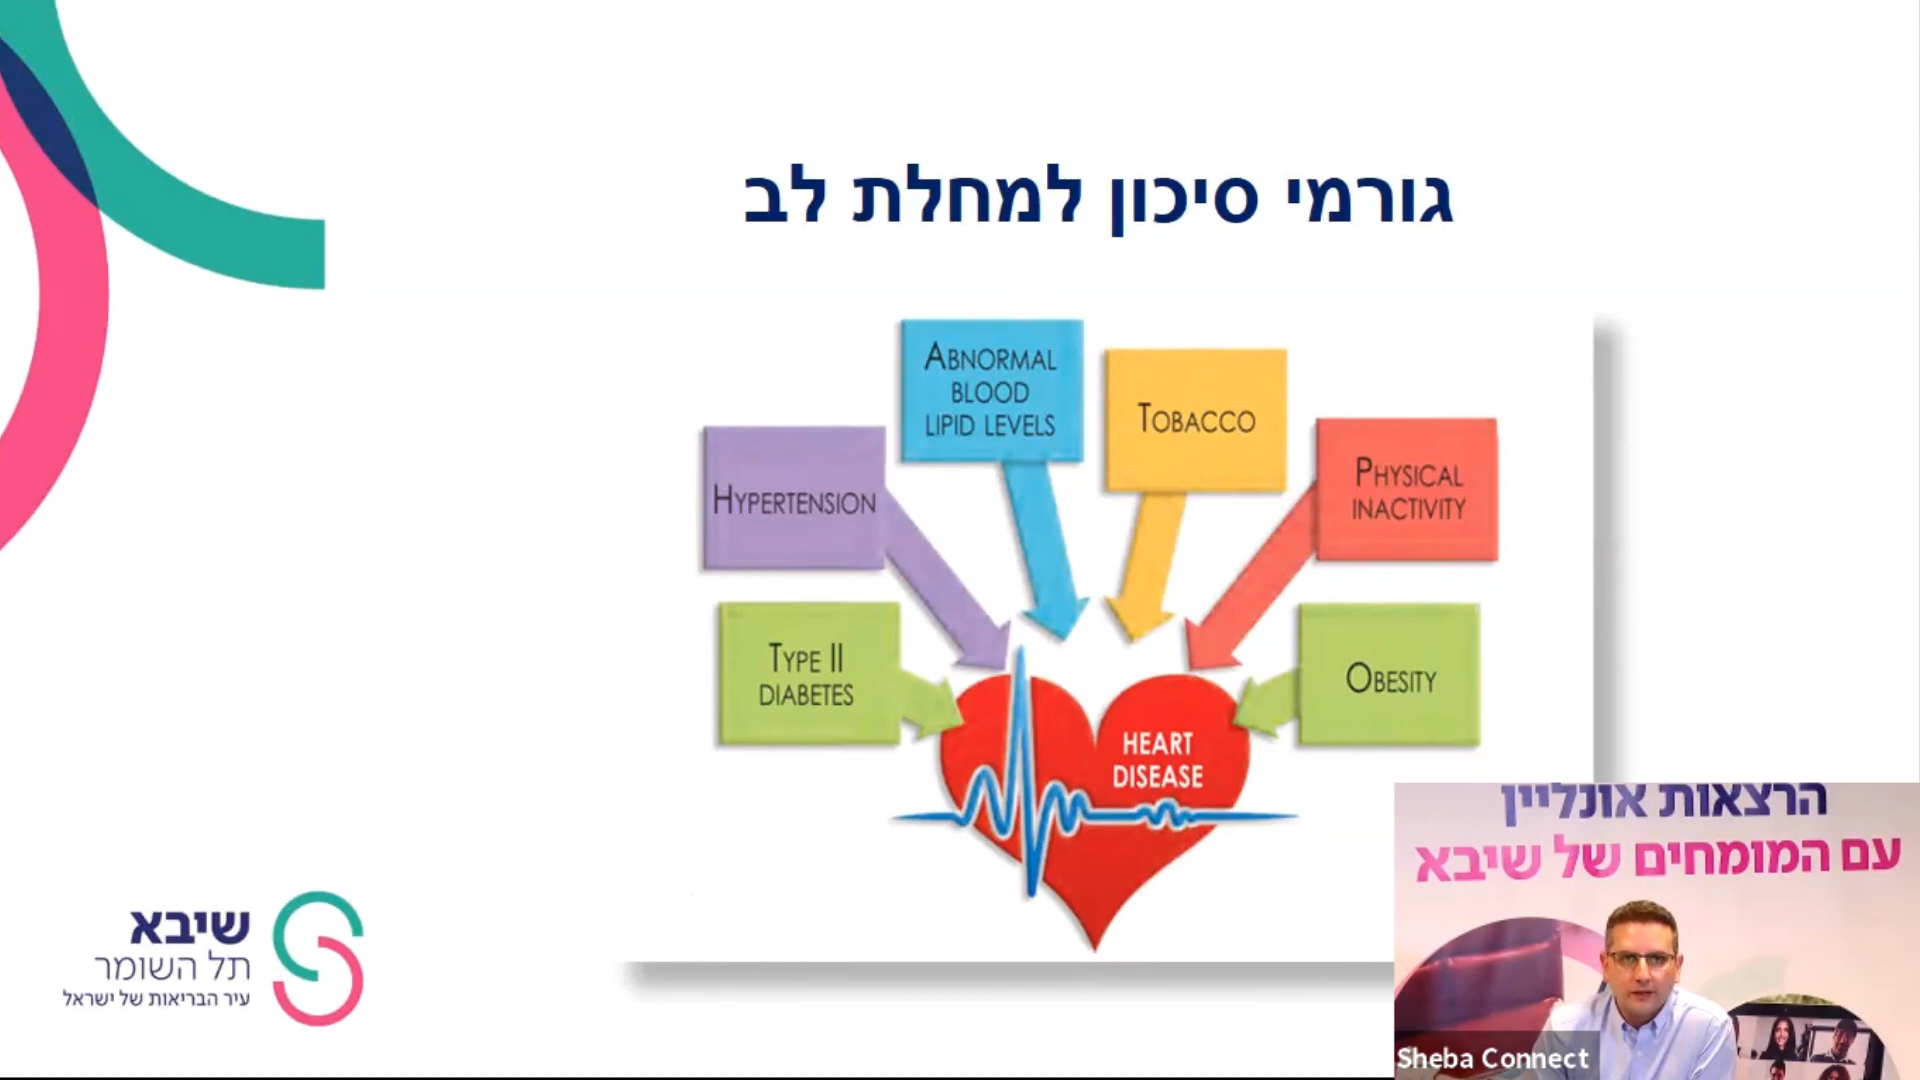 גורמי סיכון למחלת לב
ABNORMAL
BLOOD
LIPID LEVELS
TOBACCO
HYPERTENSION
PHYSICAL
INACTIVITY
TYPE II
DIABETES
OBESITY
HEART
DISEASE
שיבא
תל השומר
עיר הבריאות של ישראל
הרצאות אונליין
עם המומחים של שיבא
Sheba Connect